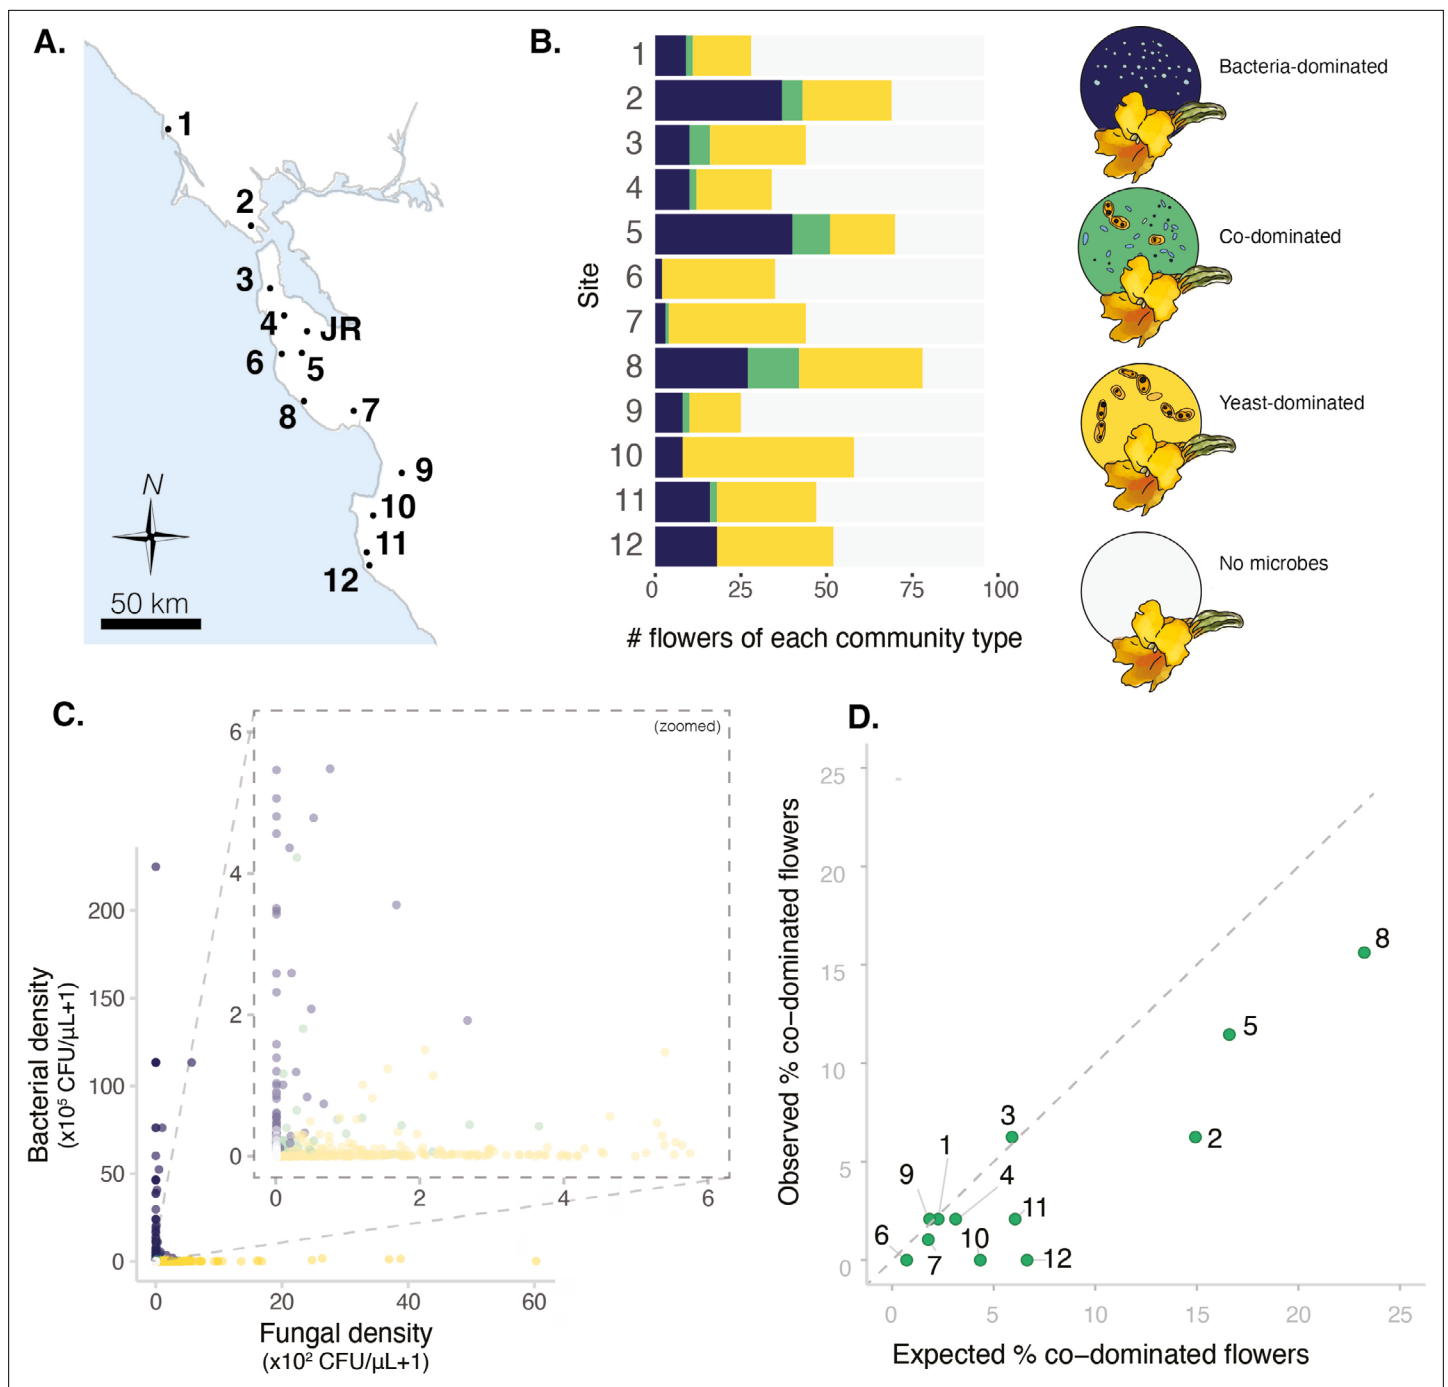 A.
1
2
3
4
JR
6
5
8
7
9
10
11
12
N
50 km
B.
Site
1
2
3
4
5
6
7
8
9
10
11
12
0 25 50 75 100
# flowers of each community type
Bacteria-dominated
Co-dominated
Yeast-dominated
No microbes
C.
(zoomed)
6
4
2
0
0 2 4 6
Bacterial density
(x10⁵ CFU/µL+1)
200
150
100
50
0
0 20 40 60
Fungal density
(x10² CFU/µL+1)
D.
Observed % co−dominated flowers
25
20
15
10
5
0
8
5
3
2
1
9
4
11
6
10
7
12
0 5 10 15 20 25
Expected % co−dominated flowers